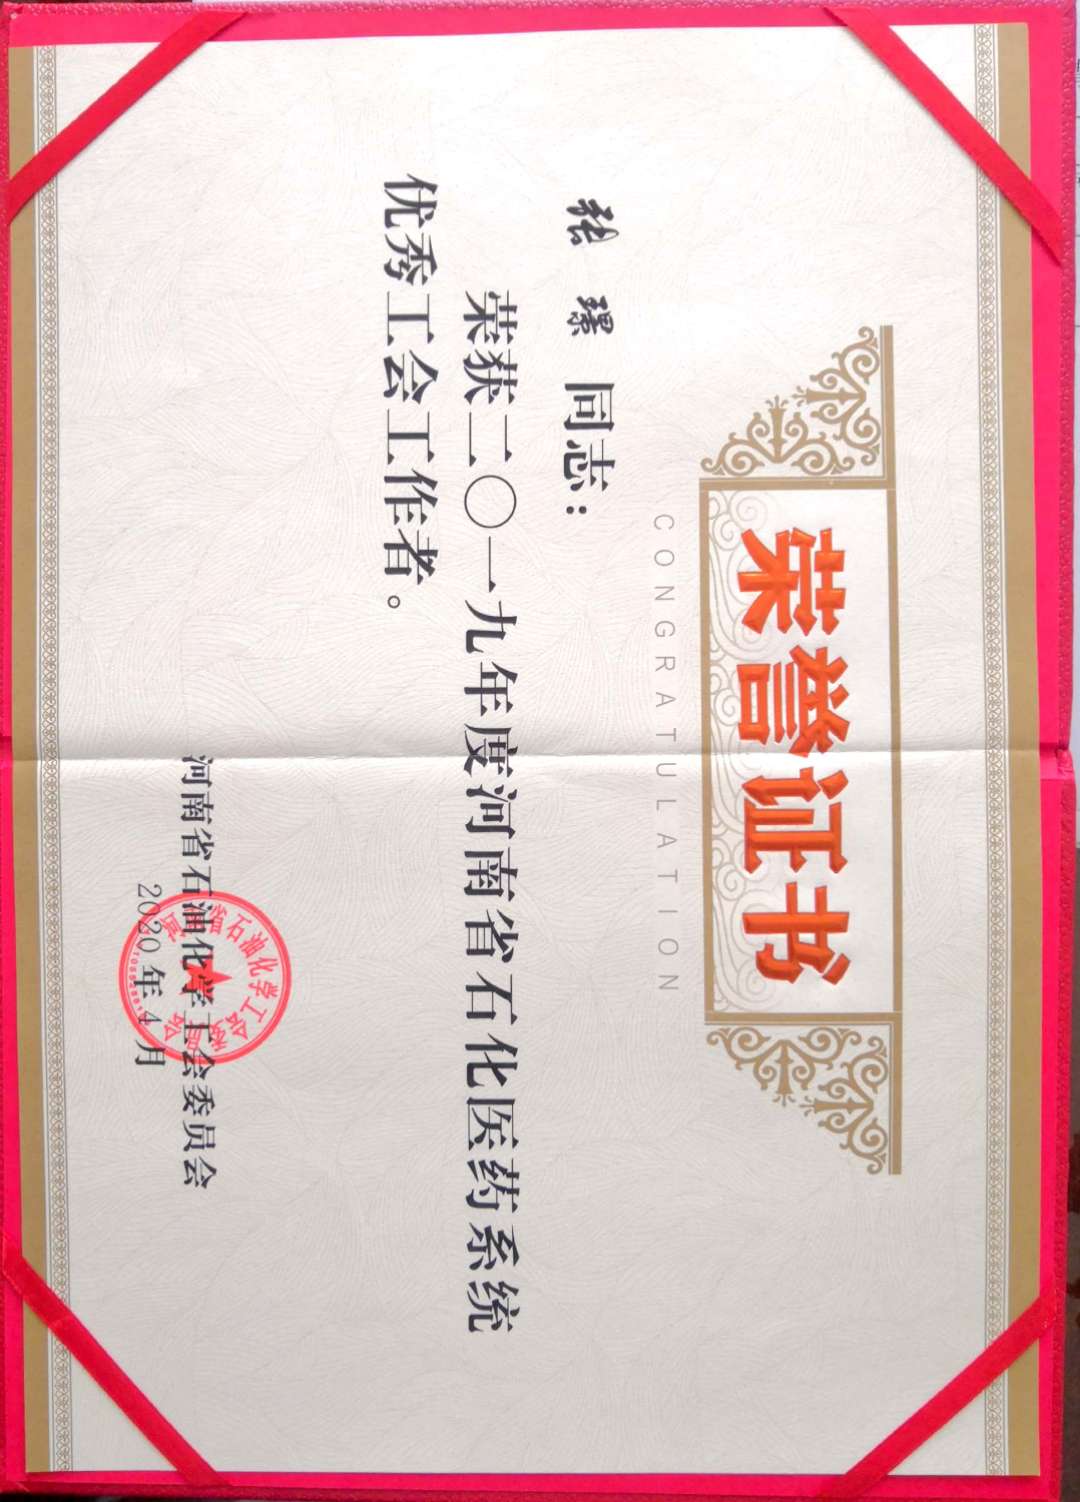 荣誉证书
CONGRATULATION
张 璟 同志：
荣获二〇一九年度河南省石化医药系统
优秀工会工作者。
河南省石油化学工会委员会
2020年4月